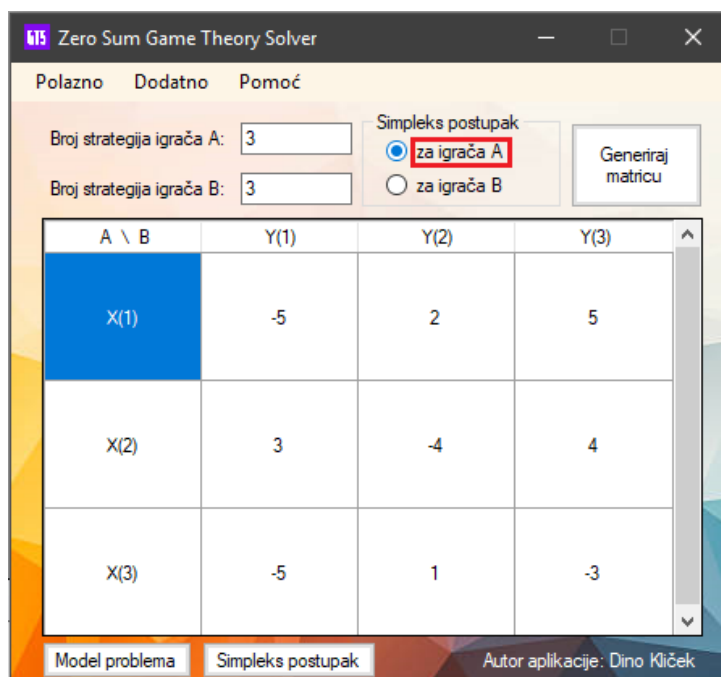 GTS Zero Sum Game Theory Solver
Polazno Dodatno Pomoć
Broj strategija igrača A: 3
Broj strategija igrača B: 3
Simpleks postupak
za igrača A
za igrača B
Generiraj
matricu
A \ B Y(1) Y(2) Y(3)
X(1) -5 2 5
X(2) 3 -4 4
X(3) -5 1 -3
Model problema Simpleks postupak Autor aplikacije: Dino Kliček